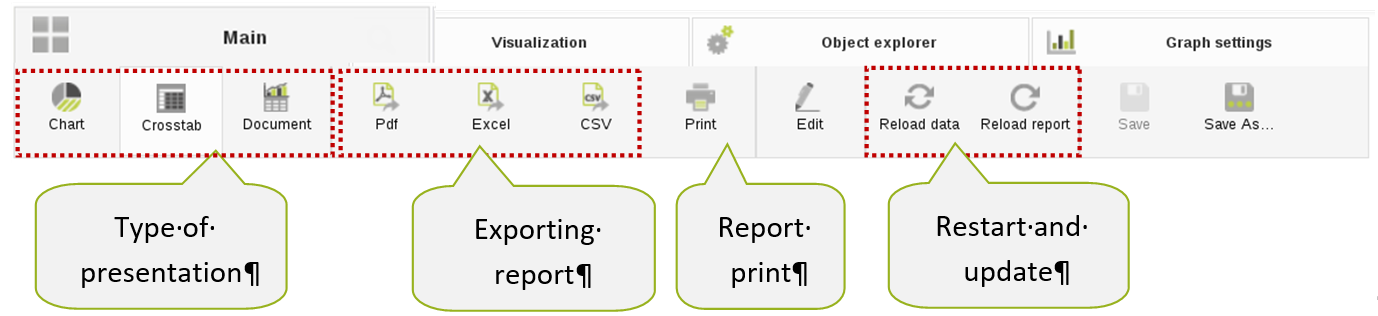 Main
Visualization
Object explorer
Graph settings
Chart
Crosstab
Document
Pdf
Excel
CSV
CSV
Print
Edit
Reload data
Reload report
Save
Save As...
Type·of·
presentation¶
Exporting·
report¶
Report·
print¶
Restart·and·
update¶